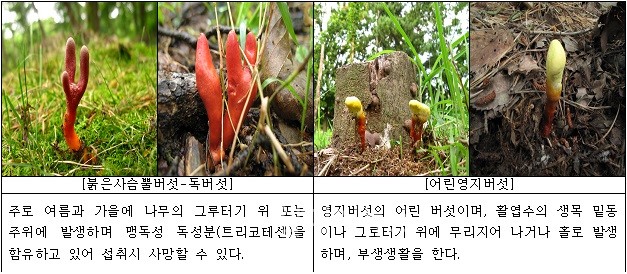 [붉은사슴뿔버섯-독버섯]
[어린영지버섯]
주로 여름과 가을에 나무의 그루터기 위 또는
주위에 발생하며 맹독성 독성분(트리코테센)을
함유하고 있어 섭취시 사망할 수 있다.
영지버섯의 어린 버섯이며, 활엽수의 생목 밑동
이나 그토터기 위에 무리지어 나거나 홀로 발생
하며, 부생생활을 한다.